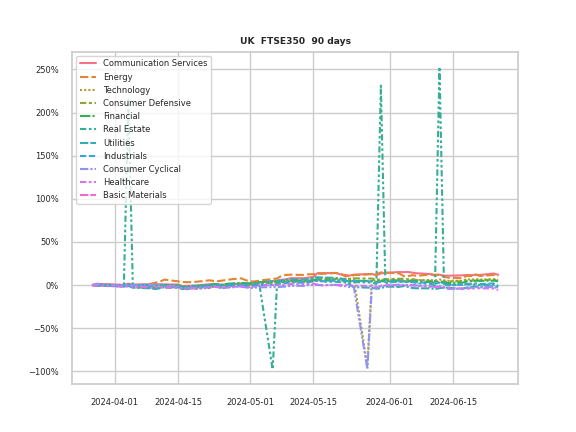 UK FTSE350 90 days
250%
200%
150%
100%
50%
0%
−50%
−100%
Communication Services
Energy
Technology
Consumer Defensive
Financial
Real Estate
Utilities
Industrials
Consumer Cyclical
Healthcare
Basic Materials
2024-04-01 2024-04-15 2024-05-01 2024-05-15 2024-06-01 2024-06-15